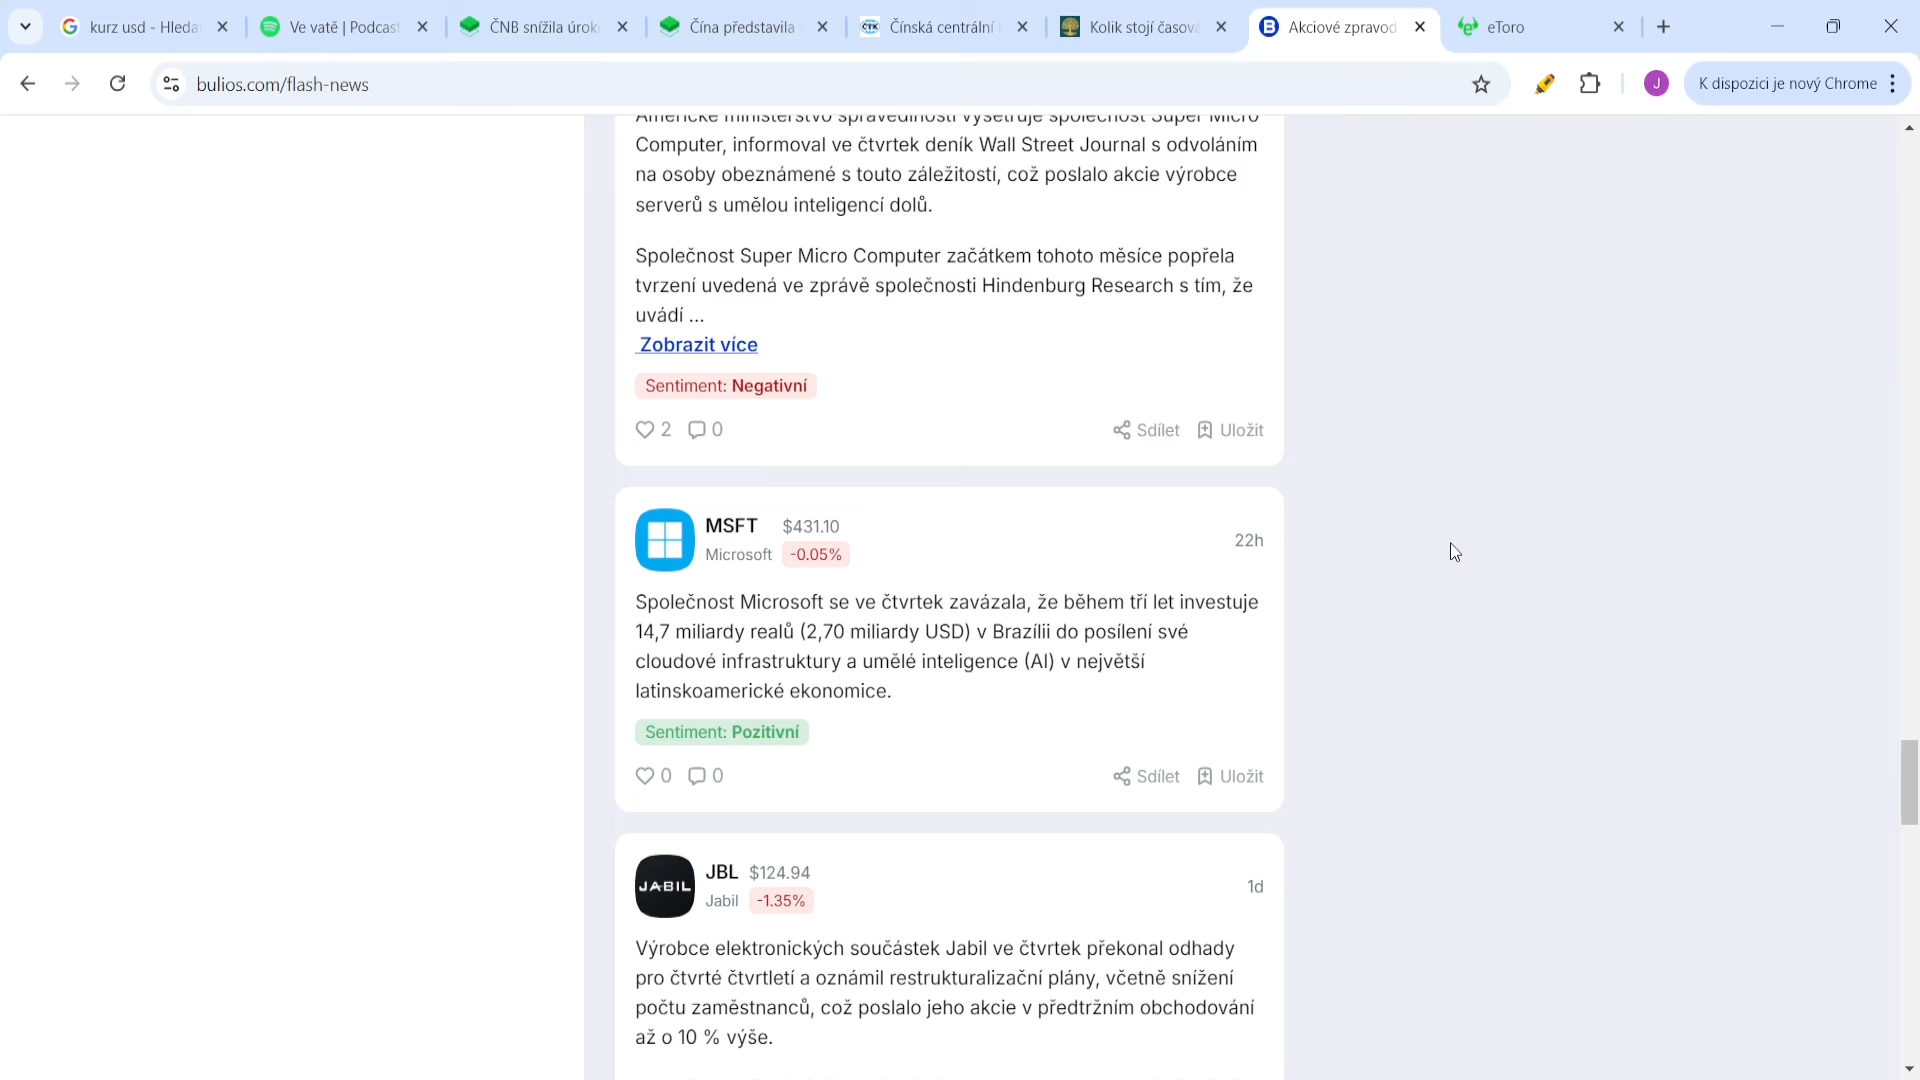 kurz usd - Hleda
Ve vatě | Podcast
ČNB snížila úrok
Čína představila
ČTK
Čínská centrální
Kolik stojí časov
Akciové zpravod
eToro
bulios.com/flash-news
J
K dispozici je nový Chrome
Americké ministerstvo spravedlnosti vyšetřuje společnost Super Micro
Computer, informoval ve čtvrtek deník Wall Street Journal s odvoláním
na osoby obeznámené s touto záležitostí, což poslalo akcie výrobce
serverů s umělou inteligencí dolů.
Společnost Super Micro Computer začátkem tohoto měsíce popřela
tvrzení uvedená ve zprávě společnosti Hindenburg Research s tím, že
uvádí ...
Zobrazit více
Sentiment: Negativní
2 0 Sdílet Uložit
MSFT $431.10
Microsoft -0.05%
22h
Společnost Microsoft se ve čtvrtek zavázala, že během tří let investuje
14,7 miliardy realů (2,70 miliardy USD) v Brazílii do posílení své
cloudové infrastruktury a umělé inteligence (AI) v největší
latinskoamerické ekonomice.
Sentiment: Pozitivní
0 0 Sdílet Uložit
JABIL
JBL $124.94
Jabil -1.35%
1d
Výrobce elektronických součástek Jabil ve čtvrtek překonal odhady
pro čtvrté čtvrtletí a oznámil restrukturalizační plány, včetně snížení
počtu zaměstnanců, což poslalo jeho akcie v předtržním obchodování
až o 10 % výše.